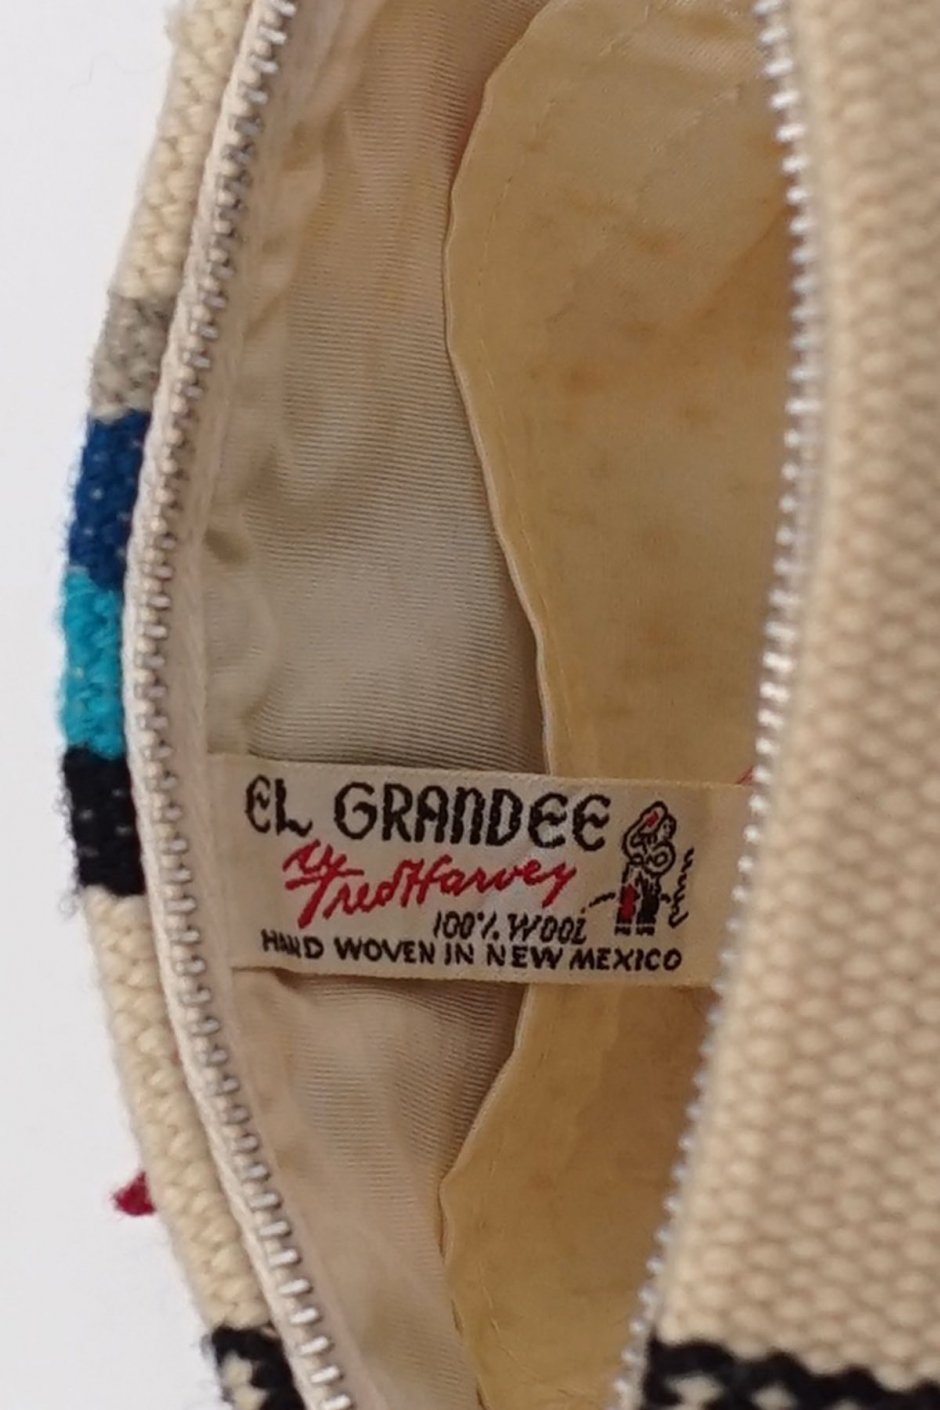 EL GRANDEE
by
Fred Harvey
100% WOOL
HAND WOVEN IN NEW MEXICO